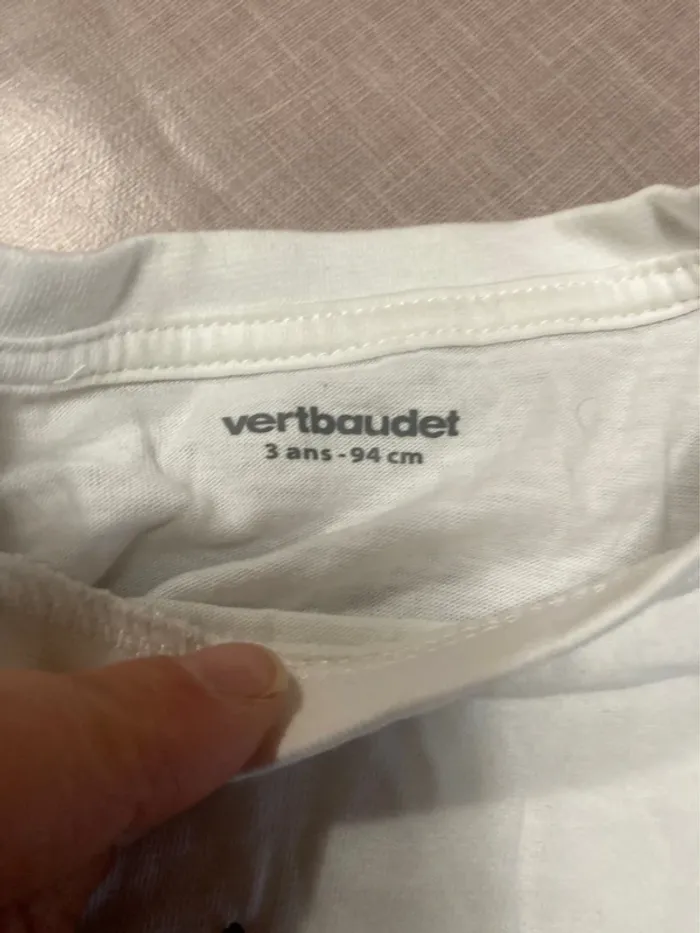 vertbaudet
3 ans - 94 cm